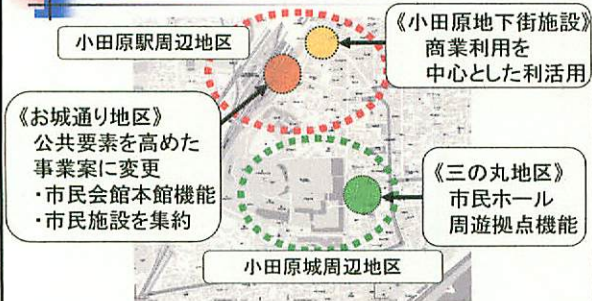 小田原駅周辺地区
《小田原地下街施設》
商業利用を
中心とした利活用
《お城通り地区》
公共要素を高めた
事業案に変更
・市民会館本館機能
・市民施設を集約
《三の丸地区》
市民ホール
周遊拠点機能
小田原城周辺地区